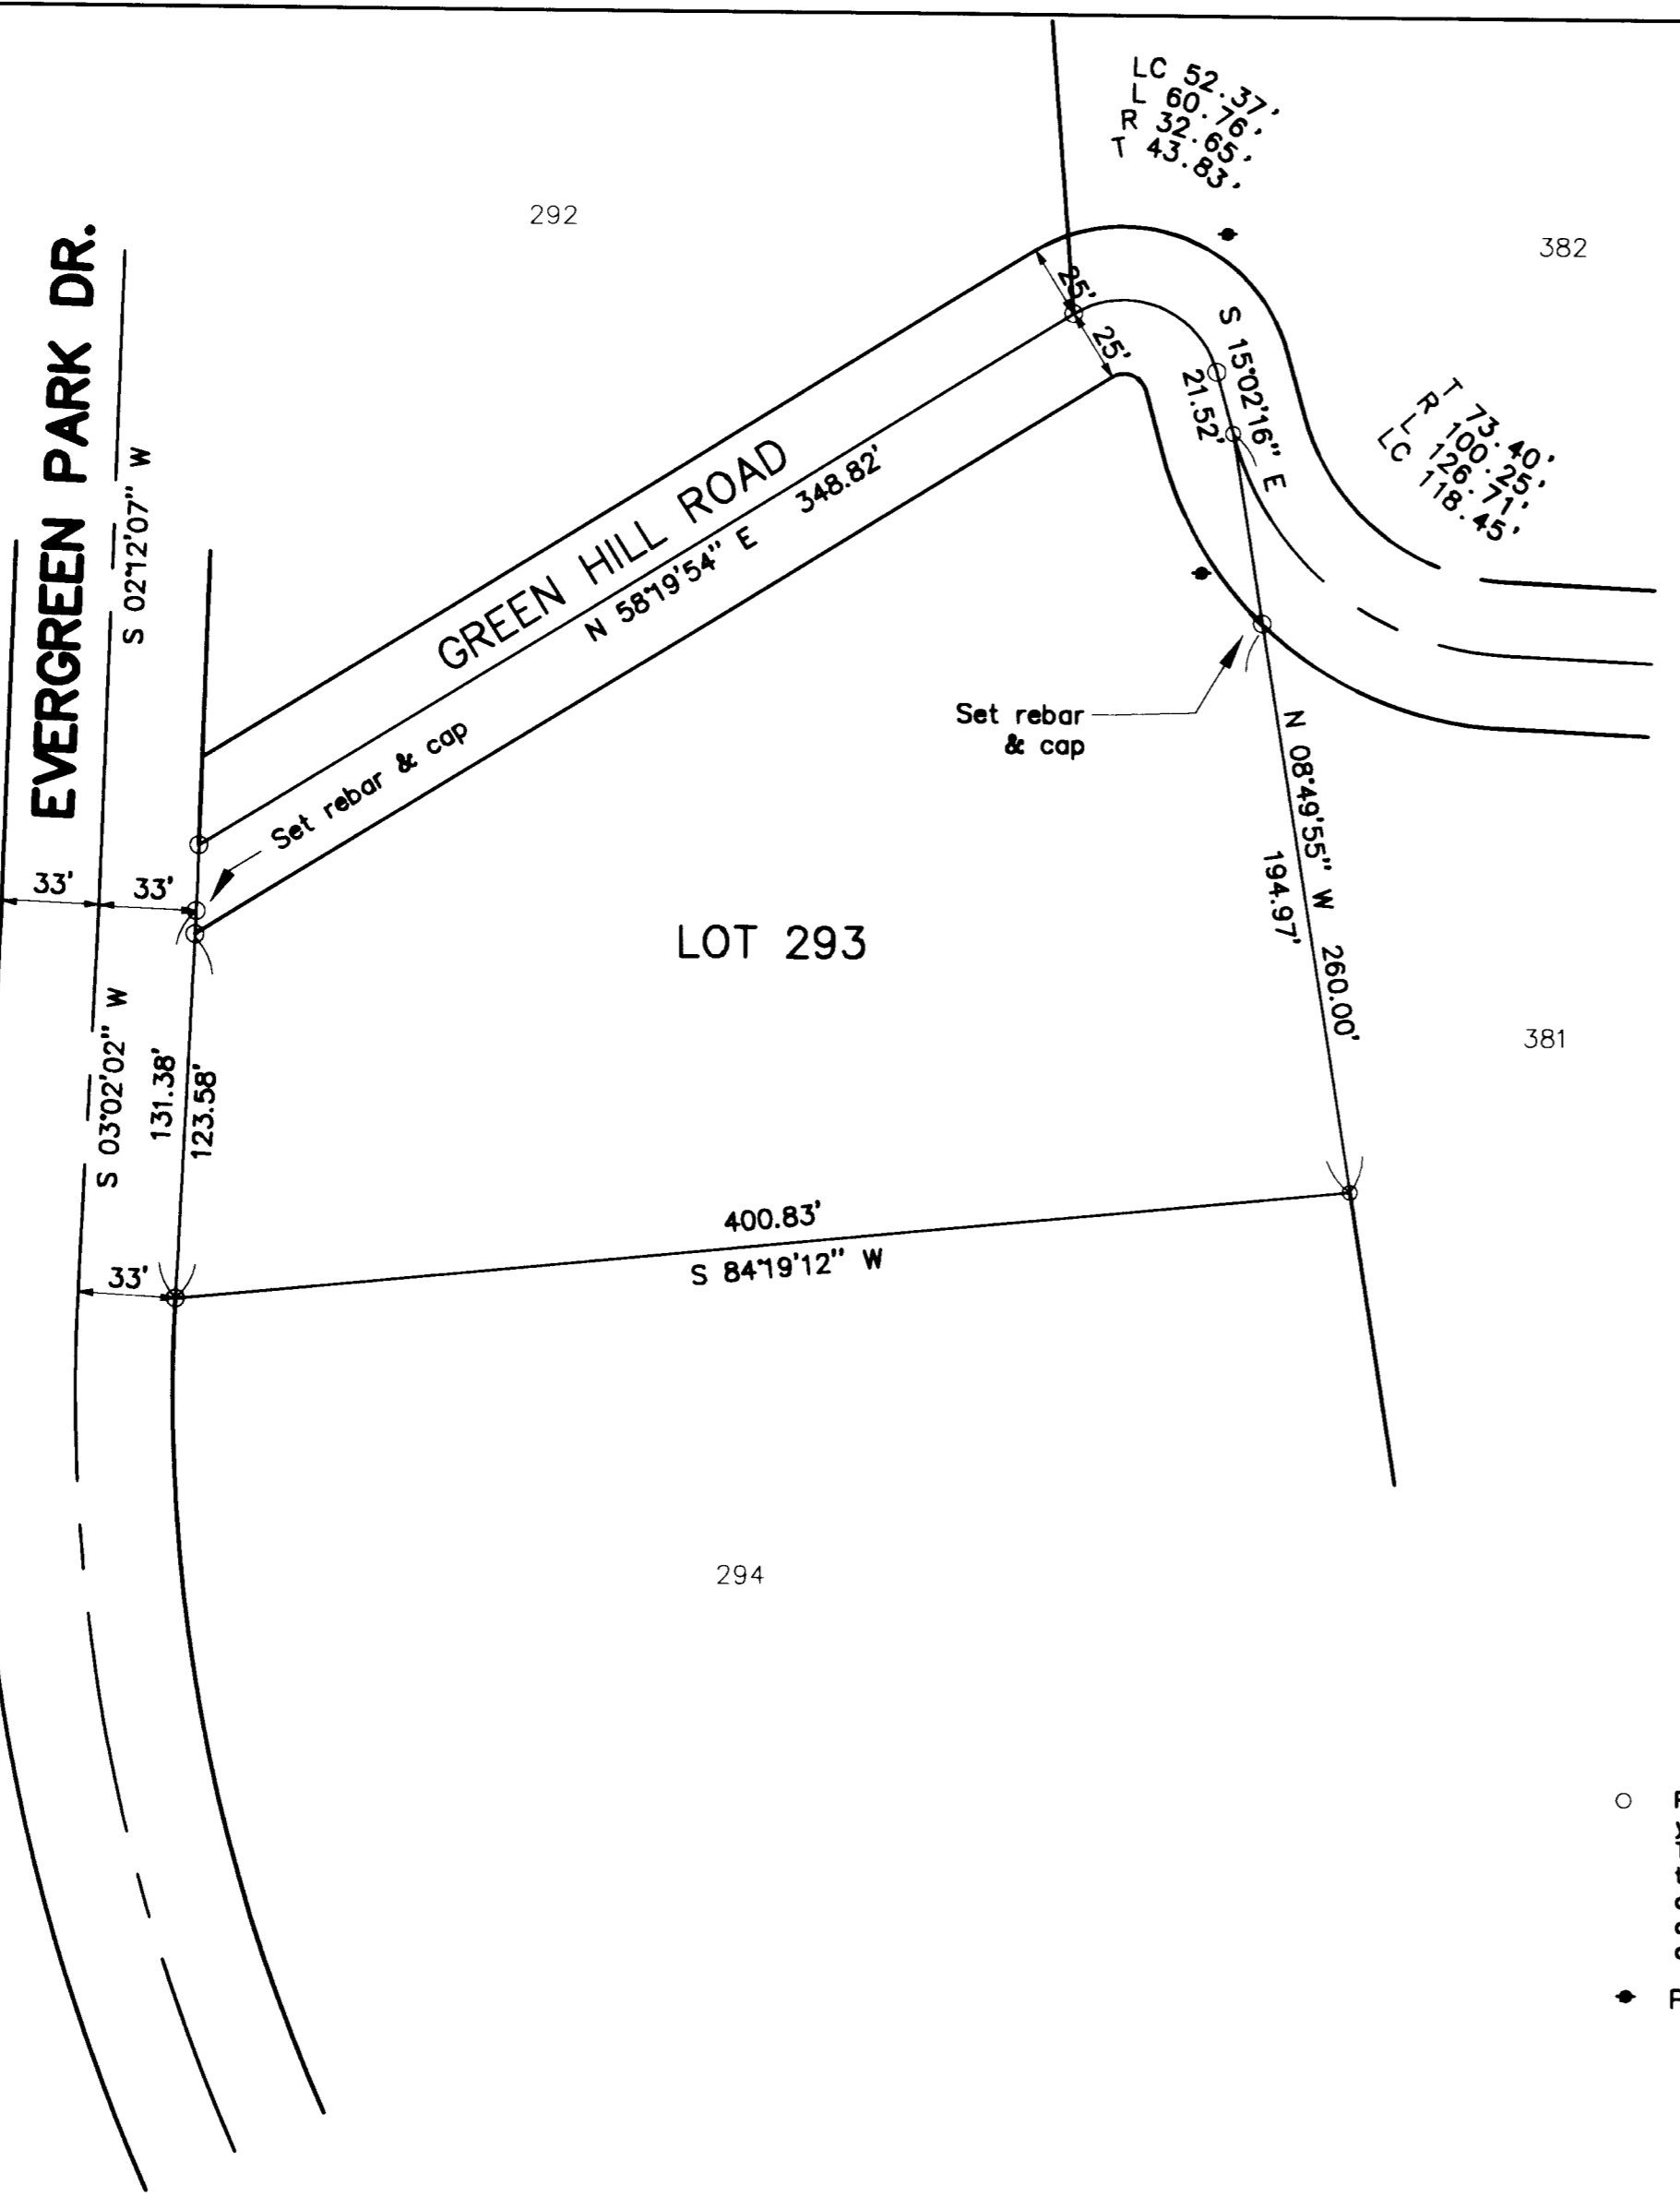 LC 52.37'
L 60.76'
R 32.65'
T 43.83'
292
382
EVERGREEN PARK DR.
S 02°12'07" W
25'
25'
S 15°02'16" E
21.52'
T 73.40'
R 100.25'
L 126.71'
LC 118.45'
GREEN HILL ROAD
N 58°19'54" E 348.82'
Set rebar & cap
Set rebar
& cap
33'
33'
LOT 293
N 08°49'55" W 260.00'
194.97'
381
S 03°02'02" W
131.38'
123.58'
400.83'
S 84°19'12" W
33'
294